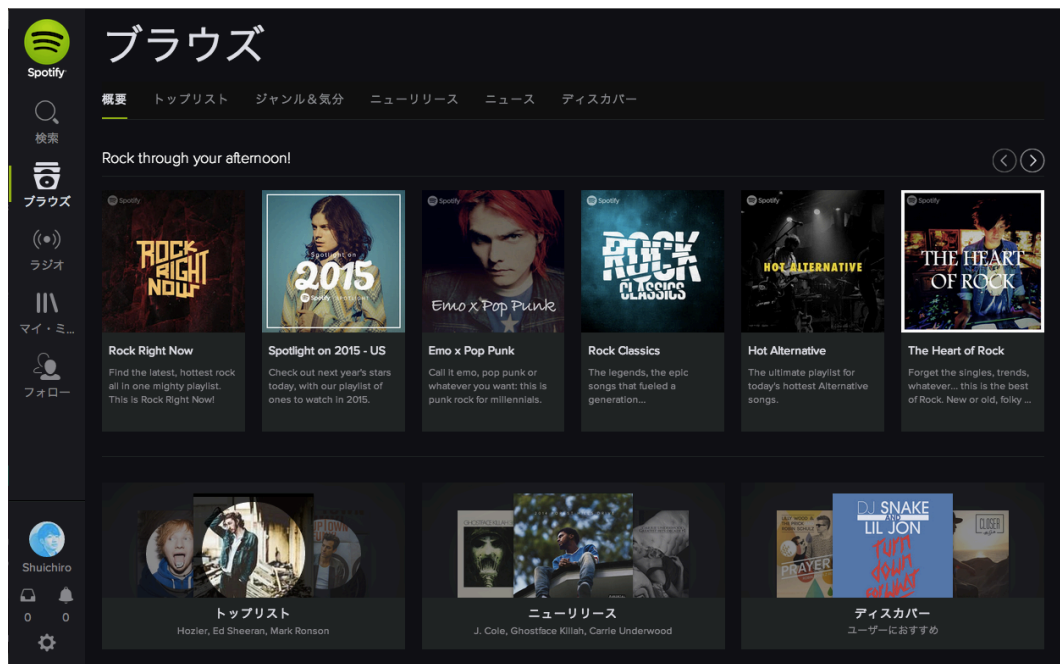 Spotify
ブラウズ
検索
ブラウズ
ラジオ
マイ・ミ...
フォロー
Shuichiro
0 0
概要 トップリスト ジャンル＆気分 ニューリリース ニュース ディスカバー
Rock through your afternoon!
Spotify
ROCK
RIGHT
NOW
Rock Right Now
Find the latest, hottest rock
all in one mighty playlist.
This is Rock Right Now!
Spotlight on
2015
Spotify SPOTLIGHT
Spotlight on 2015 - US
Check out next year's stars
today, with our playlist of
ones to watch in 2015.
Spotify
Emo x Pop Punk
Emo x Pop Punk
Call it emo, pop punk or
whatever you want: this is
punk rock for millennials.
Spotify
ROCK
CLASSICS
Rock Classics
The legends, the epic
songs that fueled a
generation...
Spotify
HOT ALTERNATIVE
Hot Alternative
The ultimate playlist for
today's hottest Alternative
songs.
Spotify
THE HEART
OF ROCK
The Heart of Rock
Forget the singles, trends,
whatever... this is the best
of Rock. New or old, folky ...
トップリスト
Hozier, Ed Sheeran, Mark Ronson
GHOSTFACE KILLAH
ニューリリース
J. Cole, Ghostface Killah, Carrie Underwood
PRAYER
DJ SNAKE
AND
LIL JON
TURN
DOWN
FOR WHAT
CLOSER
ディスカバー
ユーザーにおすすめ